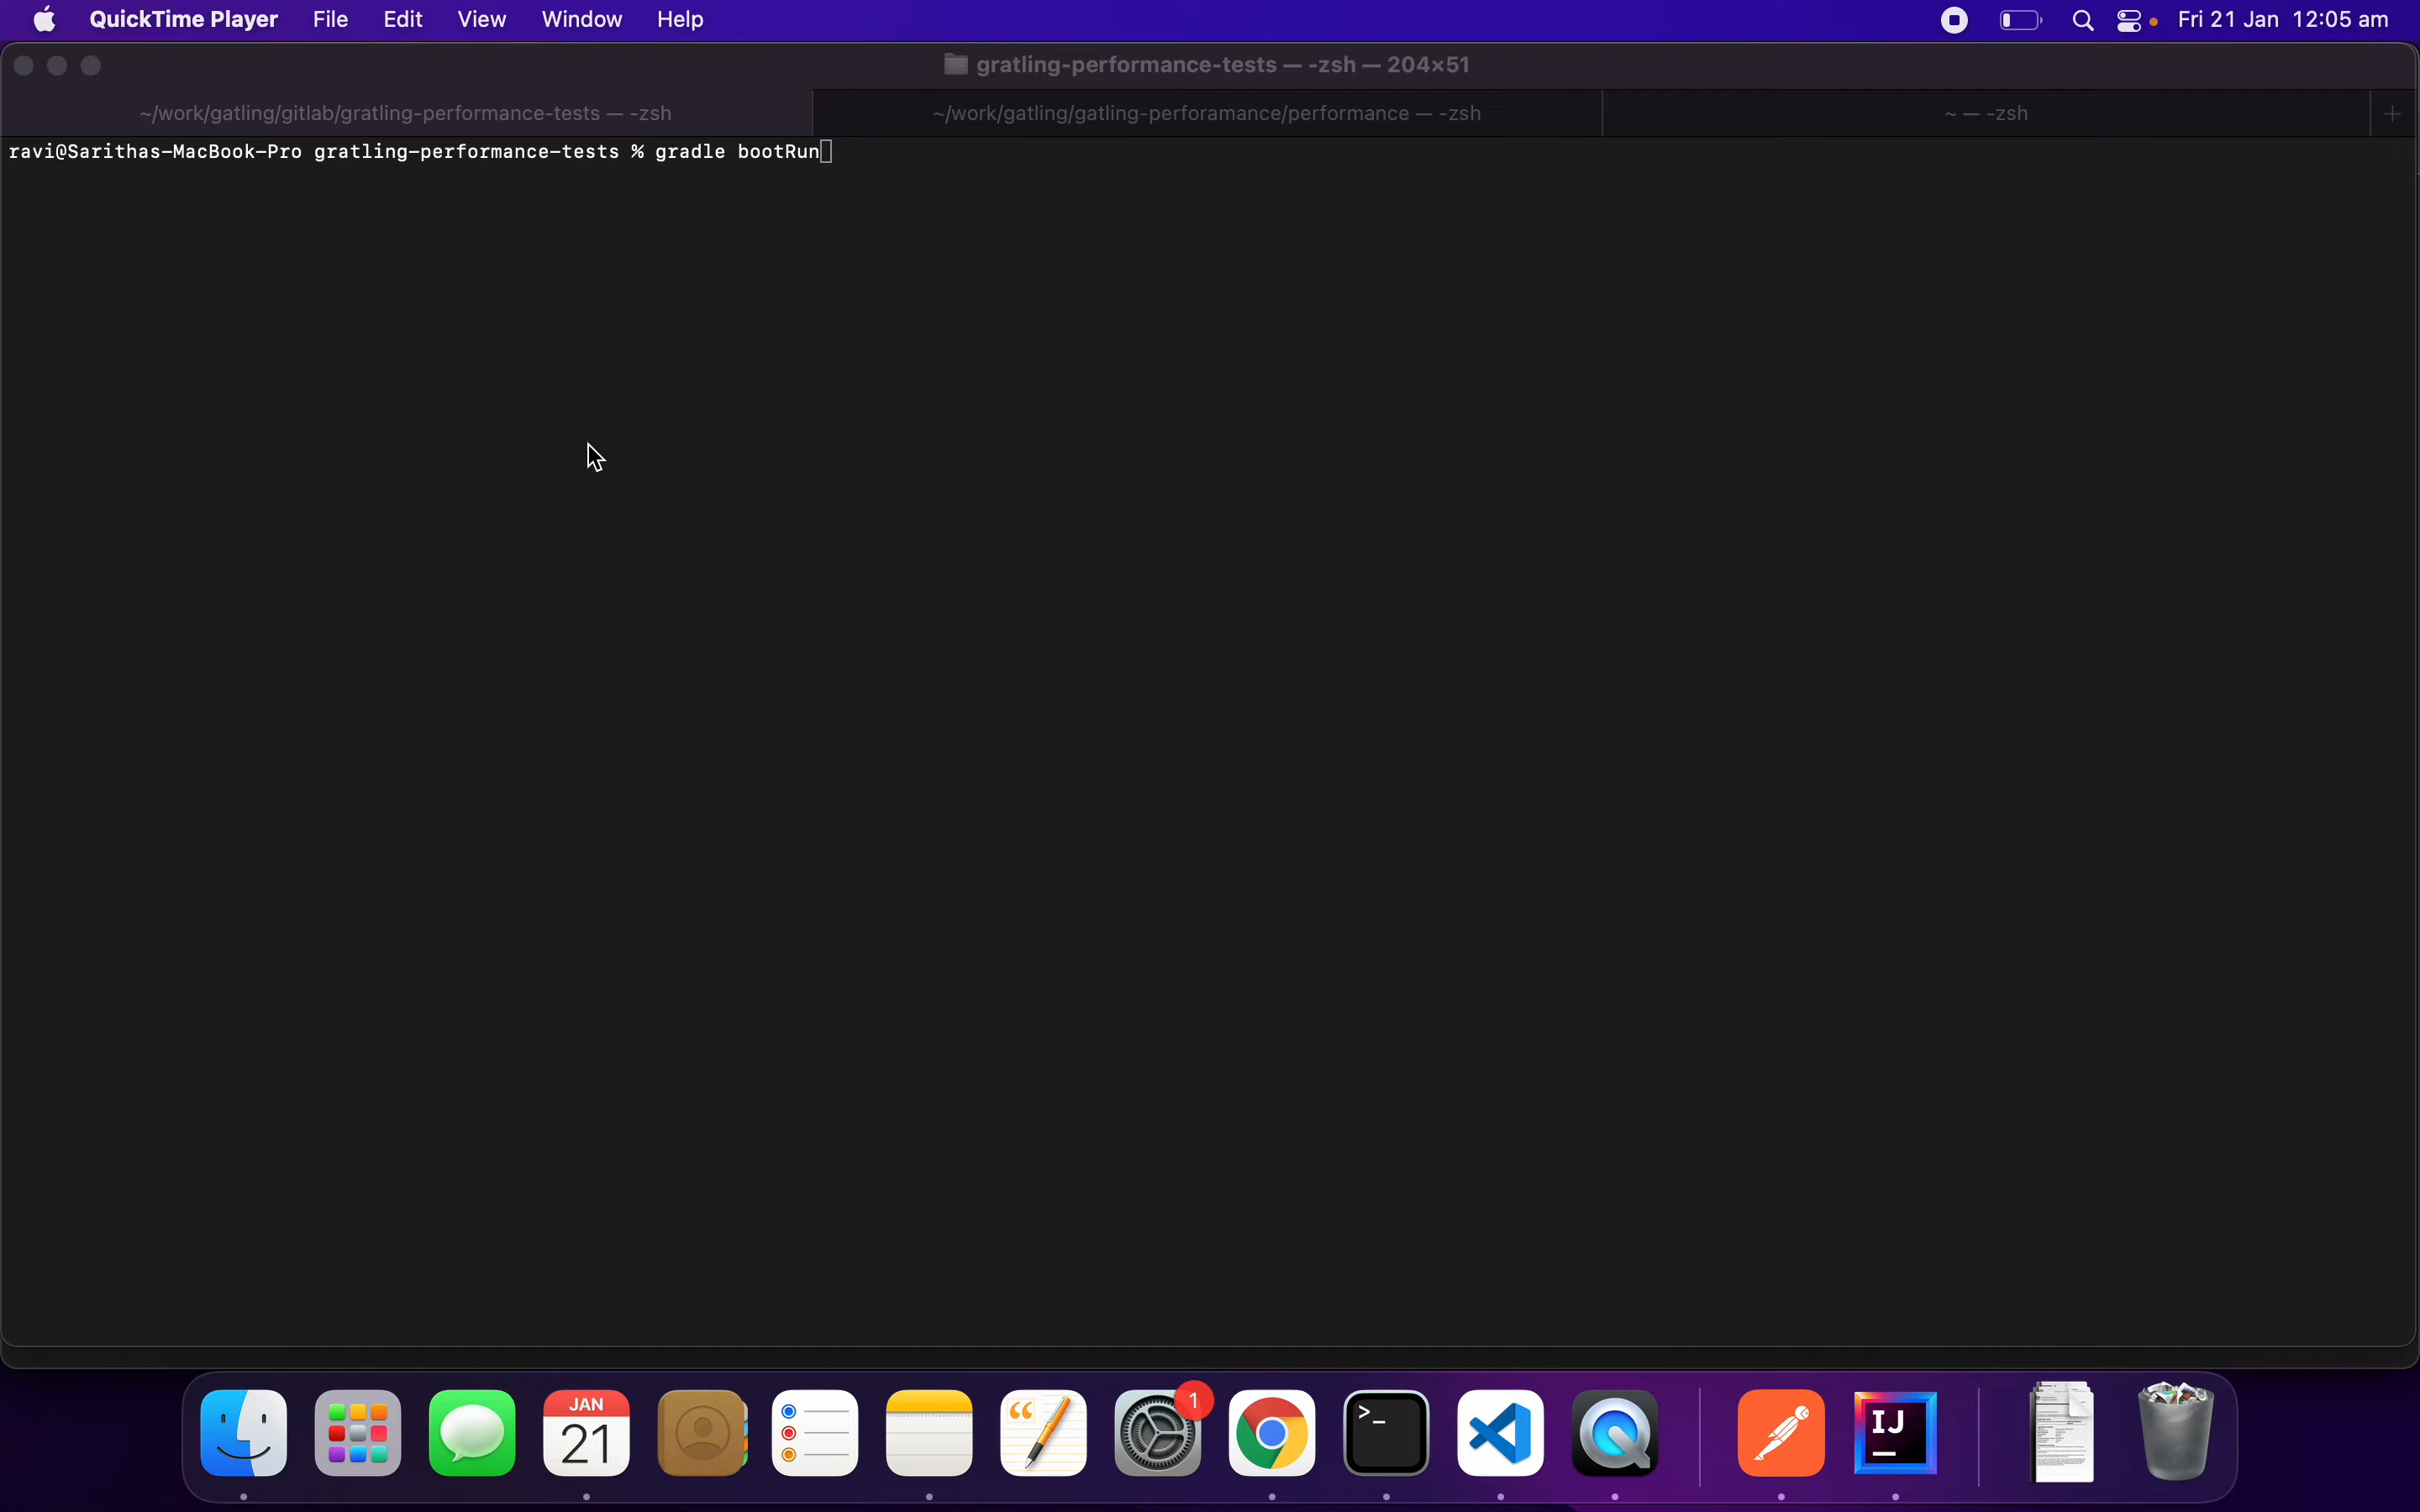 QuickTime Player File Edit View Window Help Fri 21 Jan 12:05 am
gratling-performance-tests — -zsh — 204×51
~/work/gatling/gitlab/gratling-performance-tests — -zsh ~/work/gatling/gatling-perforamance/performance — -zsh ~ — -zsh
ravi@Sarithas-MacBook-Pro gratling-performance-tests % gradle bootRun
JAN
21
1
>_
IJ